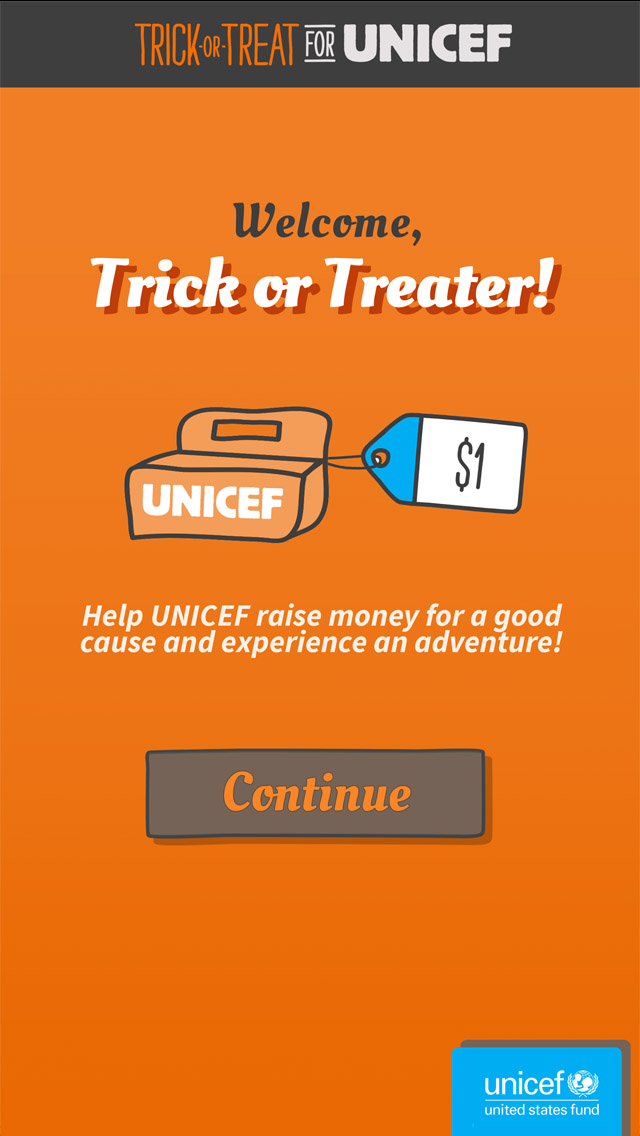 TRICK-OR-TREAT FOR UNICEF
Welcome,
Trick or Treater!
UNICEF
$1
Help UNICEF raise money for a good
cause and experience an adventure!
Continue
unicef
united states fund